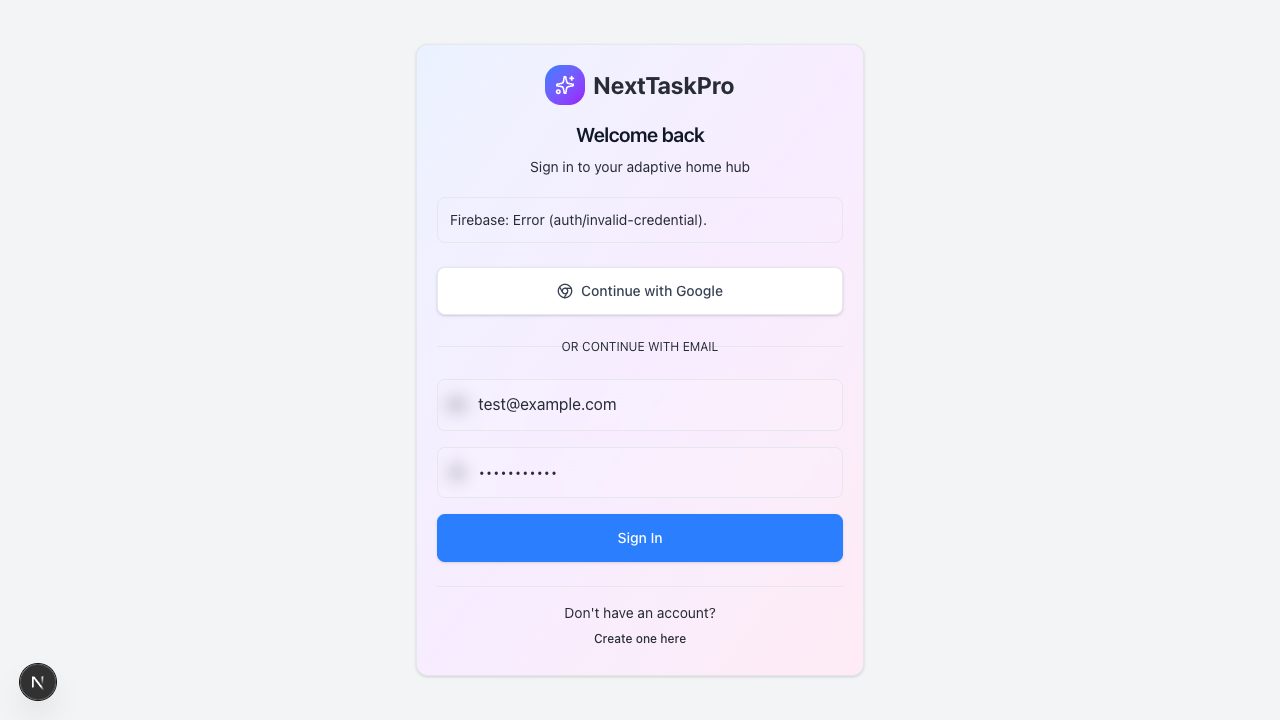 NextTaskPro
Welcome back
Sign in to your adaptive home hub
Firebase: Error (auth/invalid-credential).
Continue with Google
OR CONTINUE WITH EMAIL
test@example.com
•••••••••••
Sign In
Don't have an account?
Create one here
N